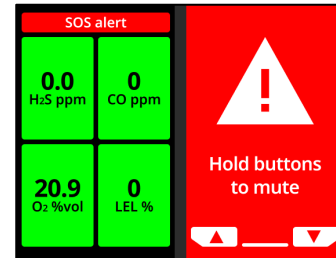 SOS alert
0.0
H₂S ppm
0
CO ppm
20.9
O₂ %vol
0
LEL %
!
Hold buttons
to mute